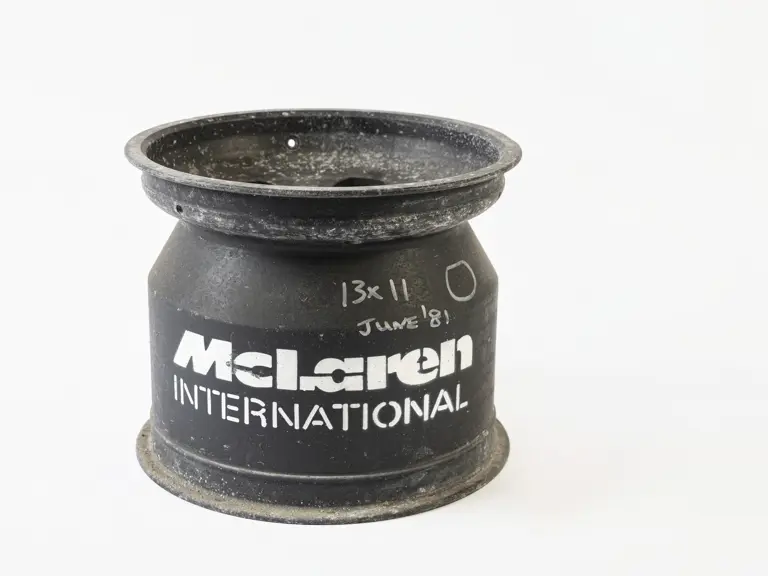 13x11
JUNE '81
McLaren
INTERNATIONAL